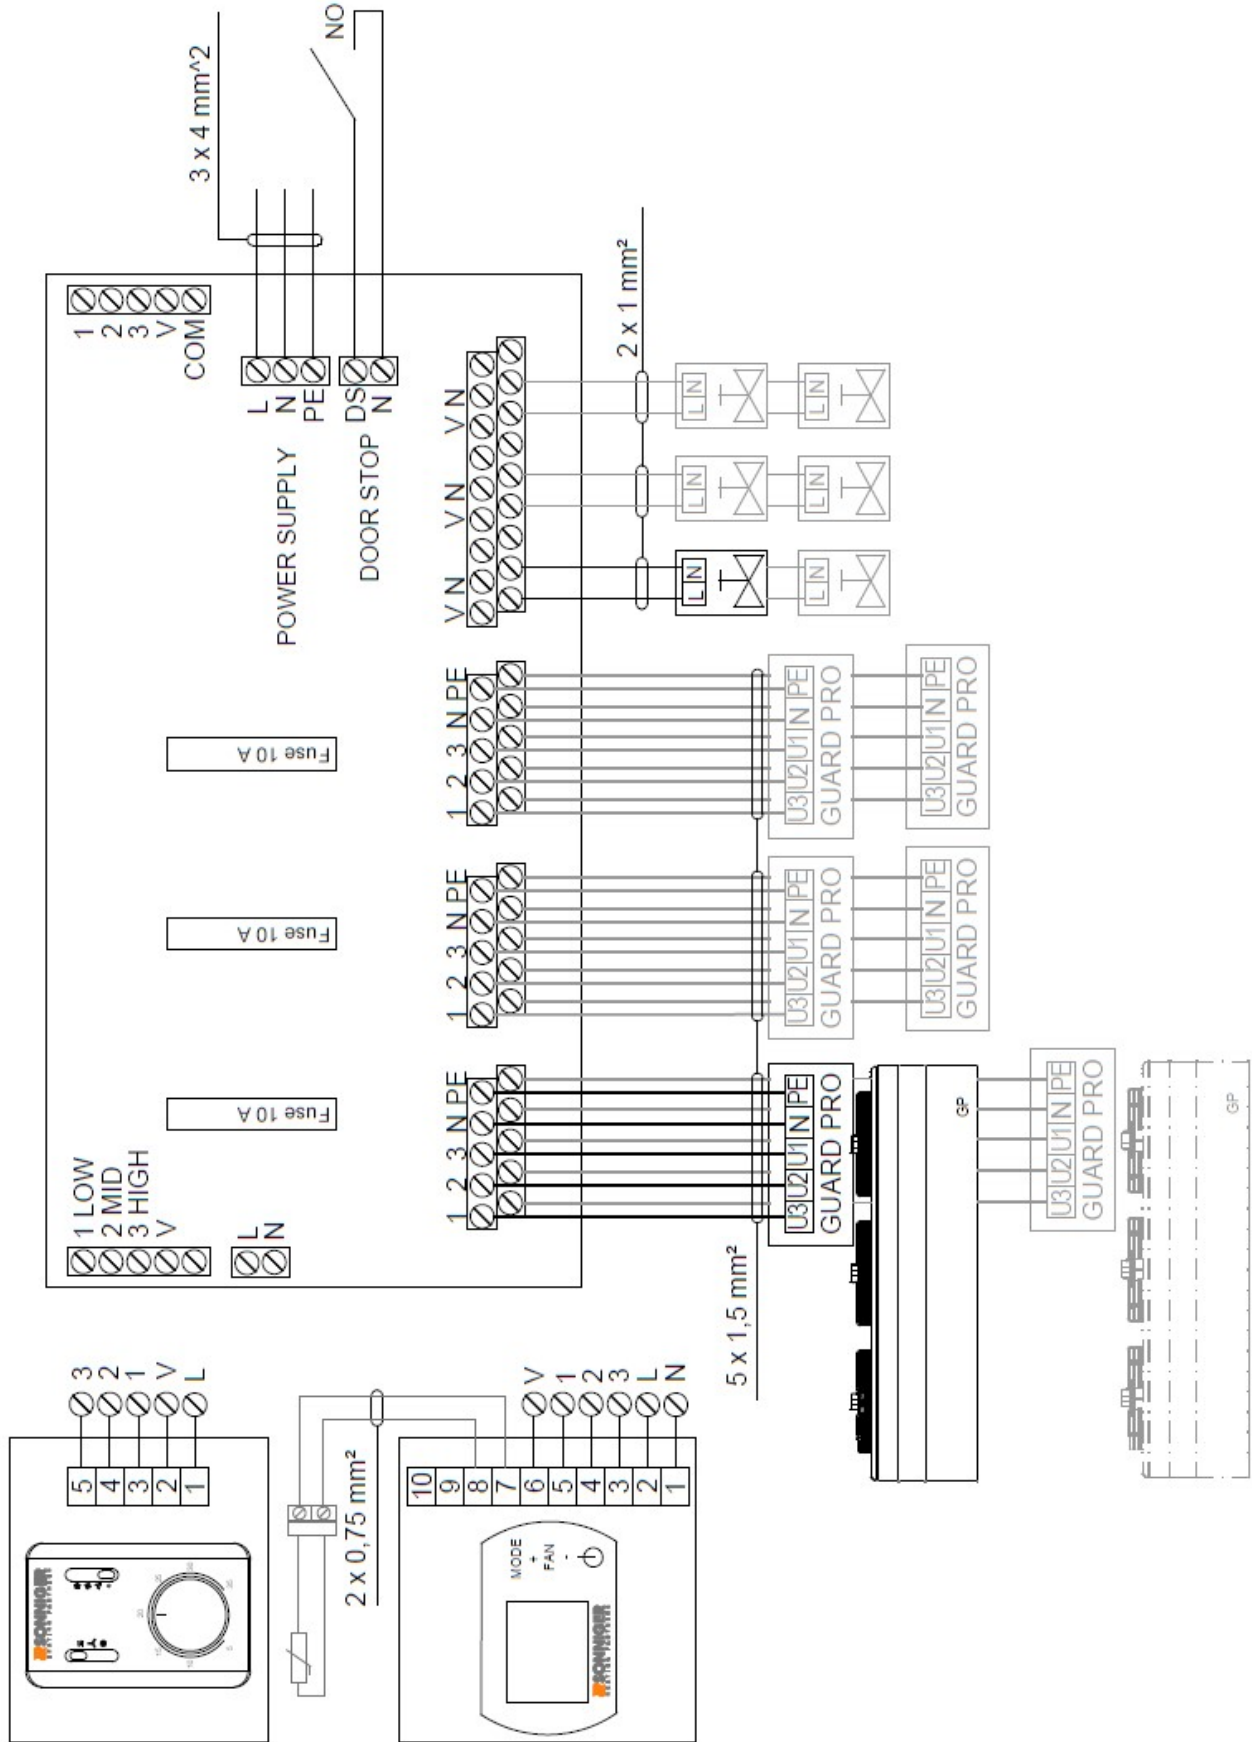 3 x 4 mm^2
NO
1
2
3
V
COM
L
N
PE
POWER SUPPLY
DS
N
DOOR STOP
V N
V N
V N
2 x 1 mm²
L N
L N
L N
L N
L N
L N
Fuse 10 A
Fuse 10 A
Fuse 10 A
1 2 3 N PE
1 2 3 N PE
1 2 3 N PE
U3 U2 U1 N PE
GUARD PRO
U3 U2 U1 N PE
GUARD PRO
U3 U2 U1 N PE
GUARD PRO
U3 U2 U1 N PE
GUARD PRO
U3 U2 U1 N PE
GUARD PRO
U3 U2 U1 N PE
GUARD PRO
GP
GP
1 LOW
2 MID
3 HIGH
V
L
N
5 x 1,5 mm²
3
2
1
V
L
5
4
3
2
1
SONNIGER
2 x 0,75 mm²
V
1
2
3
L
N
10
9
8
7
6
5
4
3
2
1
MODE
+
FAN
-
SONNIGER